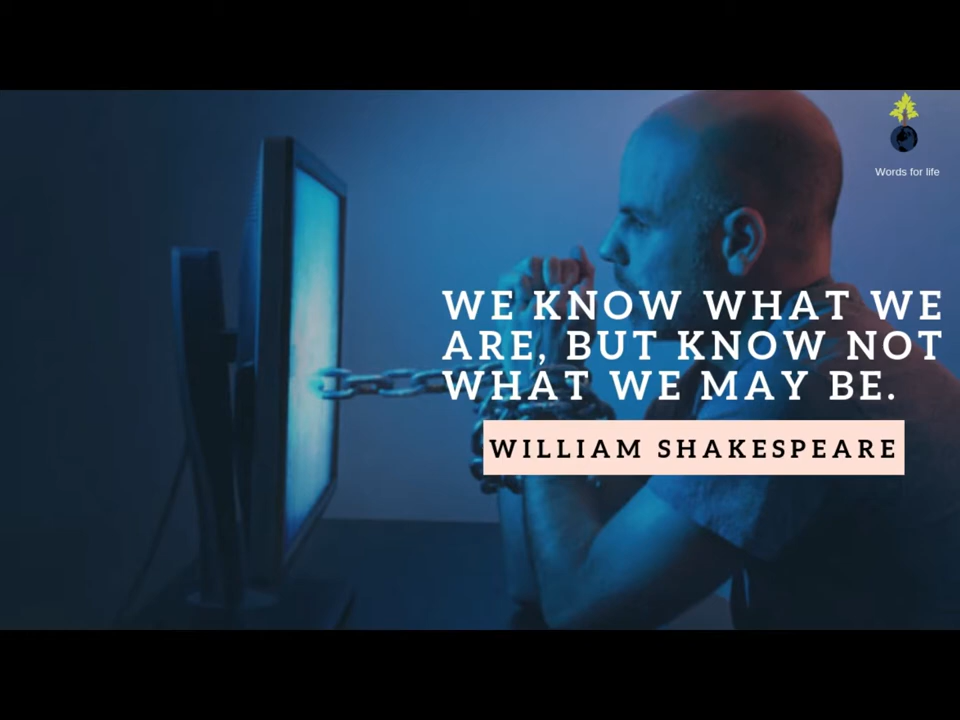 Words for life
WE KNOW WHAT WE
ARE, BUT KNOW NOT
WHAT WE MAY BE.
WILLIAM SHAKESPEARE